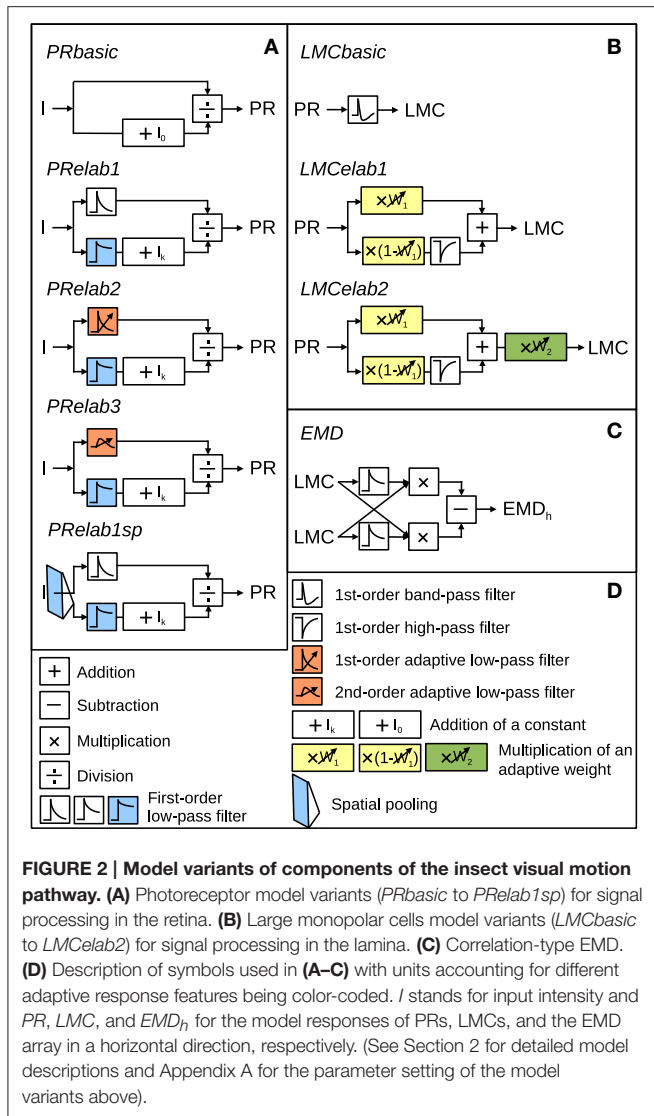 PRbasic
A
I
PR
+ I₀
÷
PRelab1
I
÷
PR
+ Iₖ
PRelab2
I
÷
PR
+ Iₖ
PRelab3
I
÷
PR
+ Iₖ
PRelab1sp
I
÷
PR
+ Iₖ
+ Addition
− Subtraction
× Multiplication
÷ Division
First-order
low-pass filter
LMCbasic
B
PR
LMC
LMCelab1
×W₁
PR
+
LMC
×(1-W₁)
LMCelab2
×W₁
PR
+
×W₂
LMC
×(1-W₁)
EMD
C
LMC
×
−
EMDₕ
LMC
×
D
1st-order band-pass filter
1st-order high-pass filter
1st-order adaptive low-pass filter
2nd-order adaptive low-pass filter
+ Iₖ + I₀ Addition of a constant
×W₁ ×(1-W₁) ×W₂ Multiplication of an
adaptive weight
Spatial pooling
FIGURE 2 | Model variants of components of the insect visual motion
pathway. (A) Photoreceptor model variants (PRbasic to PRelab1sp) for signal
processing in the retina. (B) Large monopolar cells model variants (LMCbasic
to LMCelab2) for signal processing in the lamina. (C) Correlation-type EMD.
(D) Description of symbols used in (A–C) with units accounting for different
adaptive response features being color-coded. I stands for input intensity and
PR, LMC, and EMDₕ for the model responses of PRs, LMCs, and the EMD
array in a horizontal direction, respectively. (See Section 2 for detailed model
descriptions and Appendix A for the parameter setting of the model
variants above).